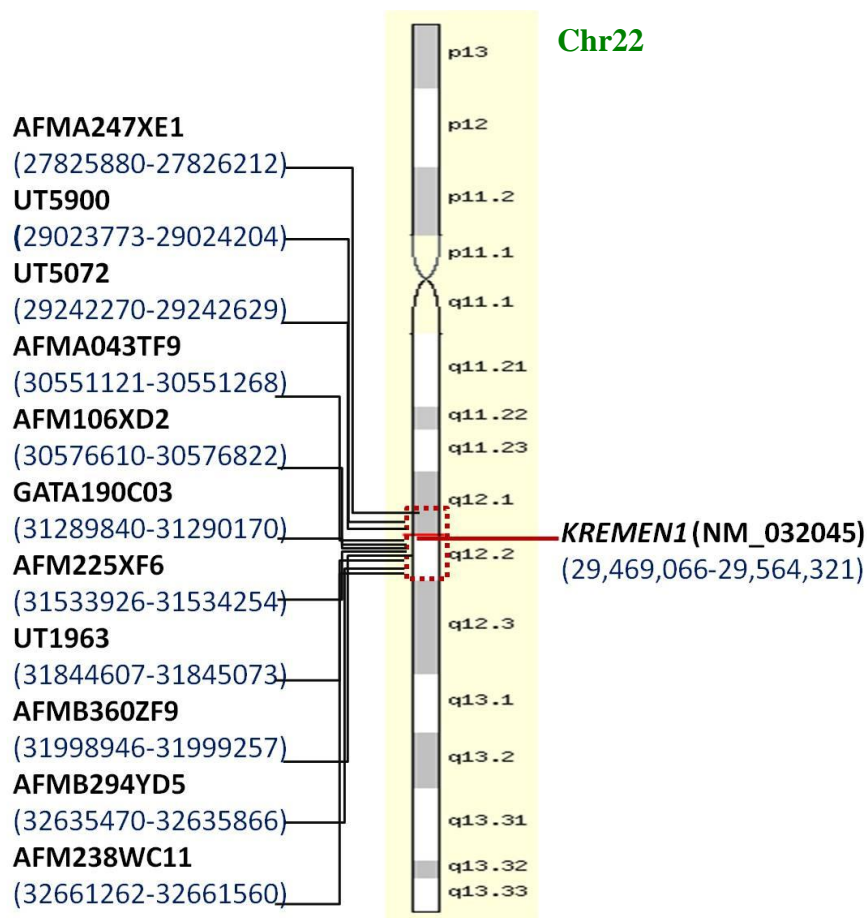 Chr22
AFMA247XE1
(27825880-27826212)
UT5900
(29023773-29024204)
UT5072
(29242270-29242629)
AFMA043TF9
(30551121-30551268)
AFM106XD2
(30576610-30576822)
GATA190C03
(31289840-31290170)
AFM225XF6
(31533926-31534254)
UT1963
(31844607-31845073)
AFMB360ZF9
(31998946-31999257)
AFMB294YD5
(32635470-32635866)
AFM238WC11
(32661262-32661560)
p13
p12
p11.2
p11.1
q11.1
q11.21
q11.22
q11.23
q12.1
q12.2
q12.3
q13.1
q13.2
q13.31
q13.32
q13.33
KREMEN1 (NM_032045)
(29,469,066-29,564,321)